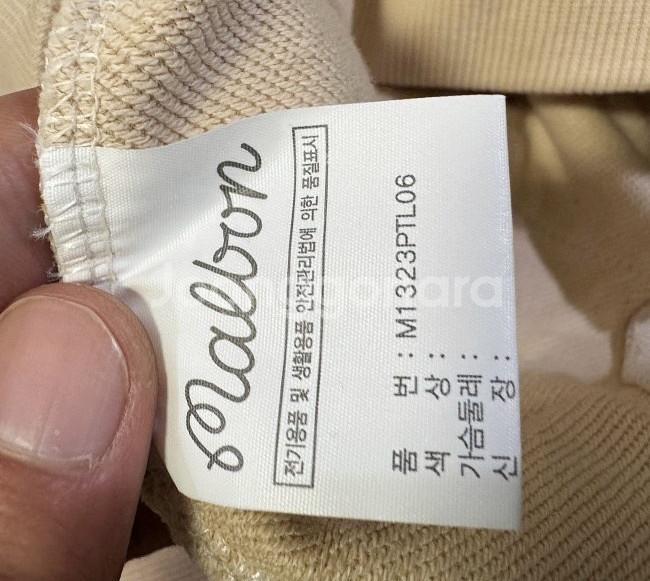 malbon
전기용품 및 생활용품 안전관리법에 의한 품질표시
품 번 : M1323PTL06
색 상 :
가슴둘레 :
신 장 :